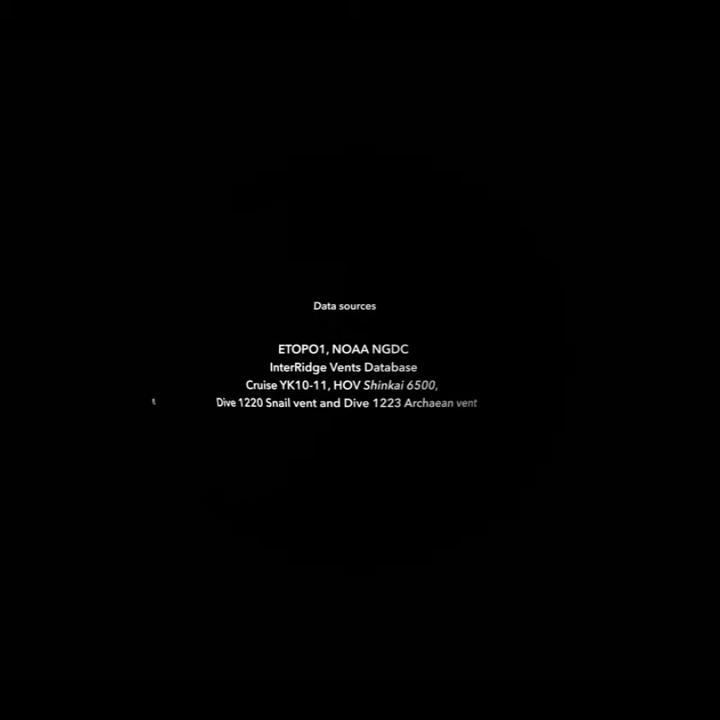 Data sources
ETOPO1, NOAA NGDC
InterRidge Vents Database
Cruise YK10-11, HOV Shinkai 6500,
Dive 1220 Snail vent and Dive 1223 Archaean vent